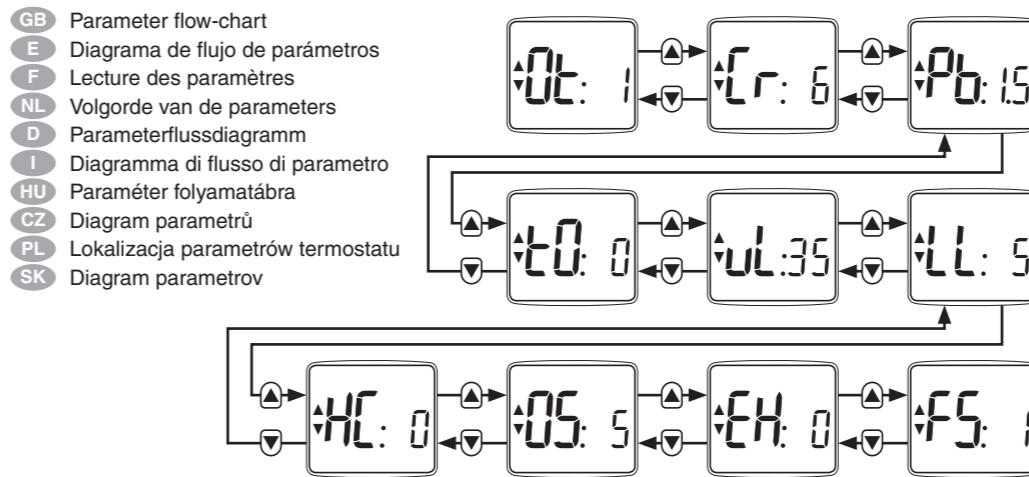 GB Parameter flow-chart
E Diagrama de flujo de parámetros
F Lecture des paramètres
NL Volgorde van de parameters
D Parameterflussdiagramm
I Diagramma di flusso di parametro
HU Paraméter folyamatábra
CZ Diagram parametrů
PL Lokalizacja parametrów termostatu
SK Diagram parametrov
Ot: 1
Cr: 6
Pb:1.5
tO: 0
uL:35
LL: 5
HC: 0
OS: 5
EH: 0
FS: 1